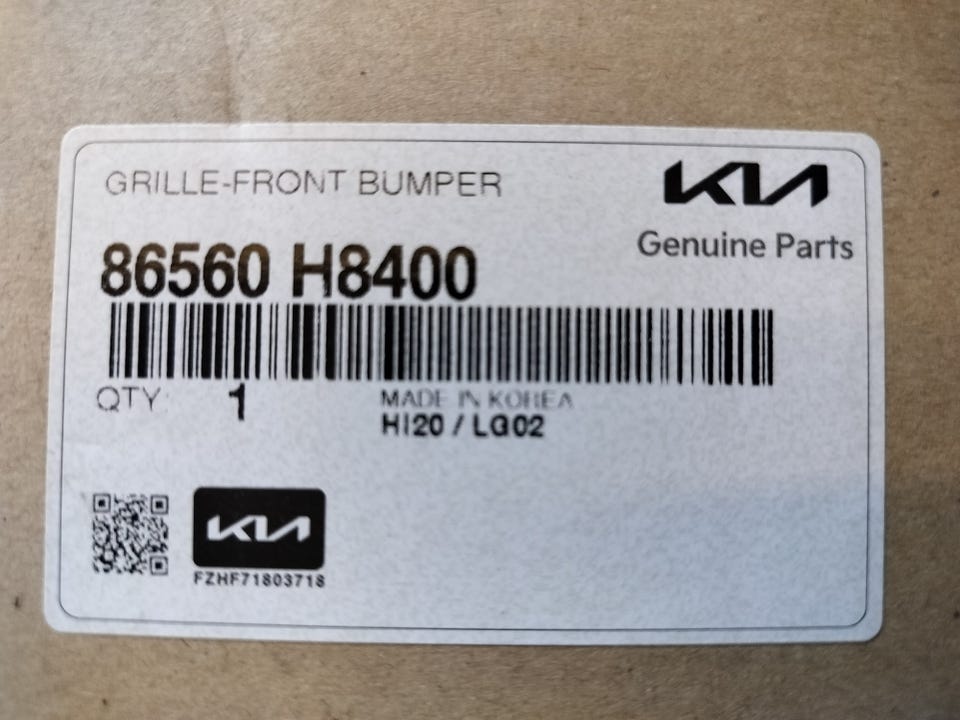 GRILLE-FRONT BUMPER
KIA
Genuine Parts
86560 H8400
QTY 1
MADE IN KOREA
HI20 / LG02
KIA
FZHF71803718